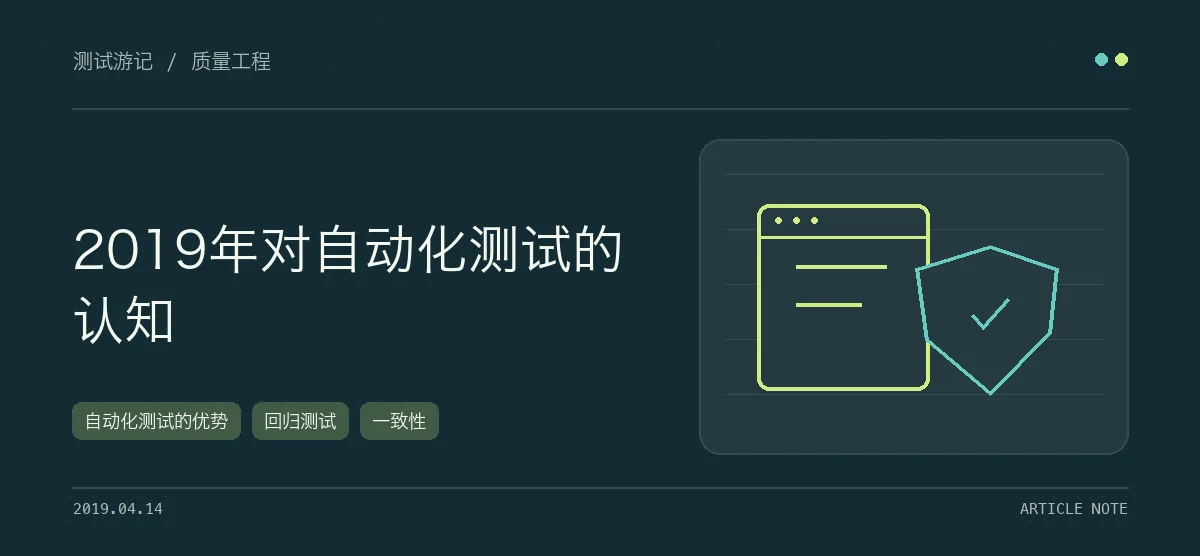 测试游记 / 质量工程
2019年对自动化测试的
认知
自动化测试的优势 回归测试 一致性
2019.04.14 ARTICLE NOTE